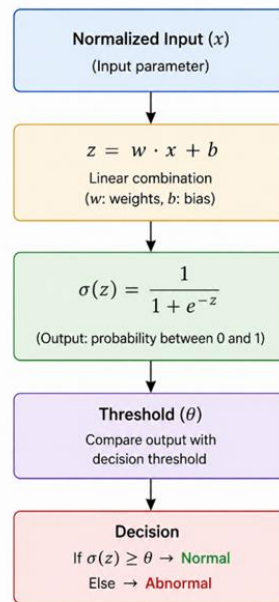 Normalized Input (x)
(Input parameter)
z = w · x + b
Linear combination
(w: weights, b: bias)
σ(z) = 1 / (1 + e^{-z})
(Output: probability between 0 and 1)
Threshold (θ)
Compare output with
decision threshold
Decision
If σ(z) ≥ θ → Normal
Else → Abnormal